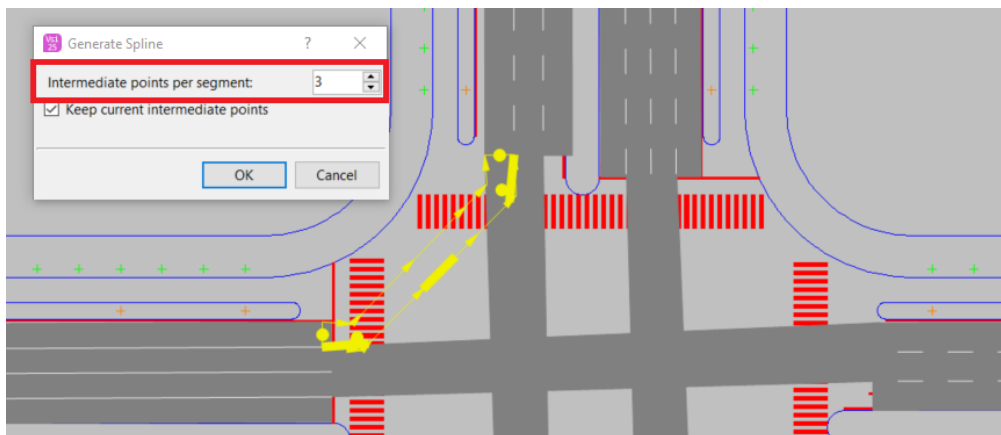 Generate Spline
Intermediate points per segment: 3
Keep current intermediate points
OK Cancel